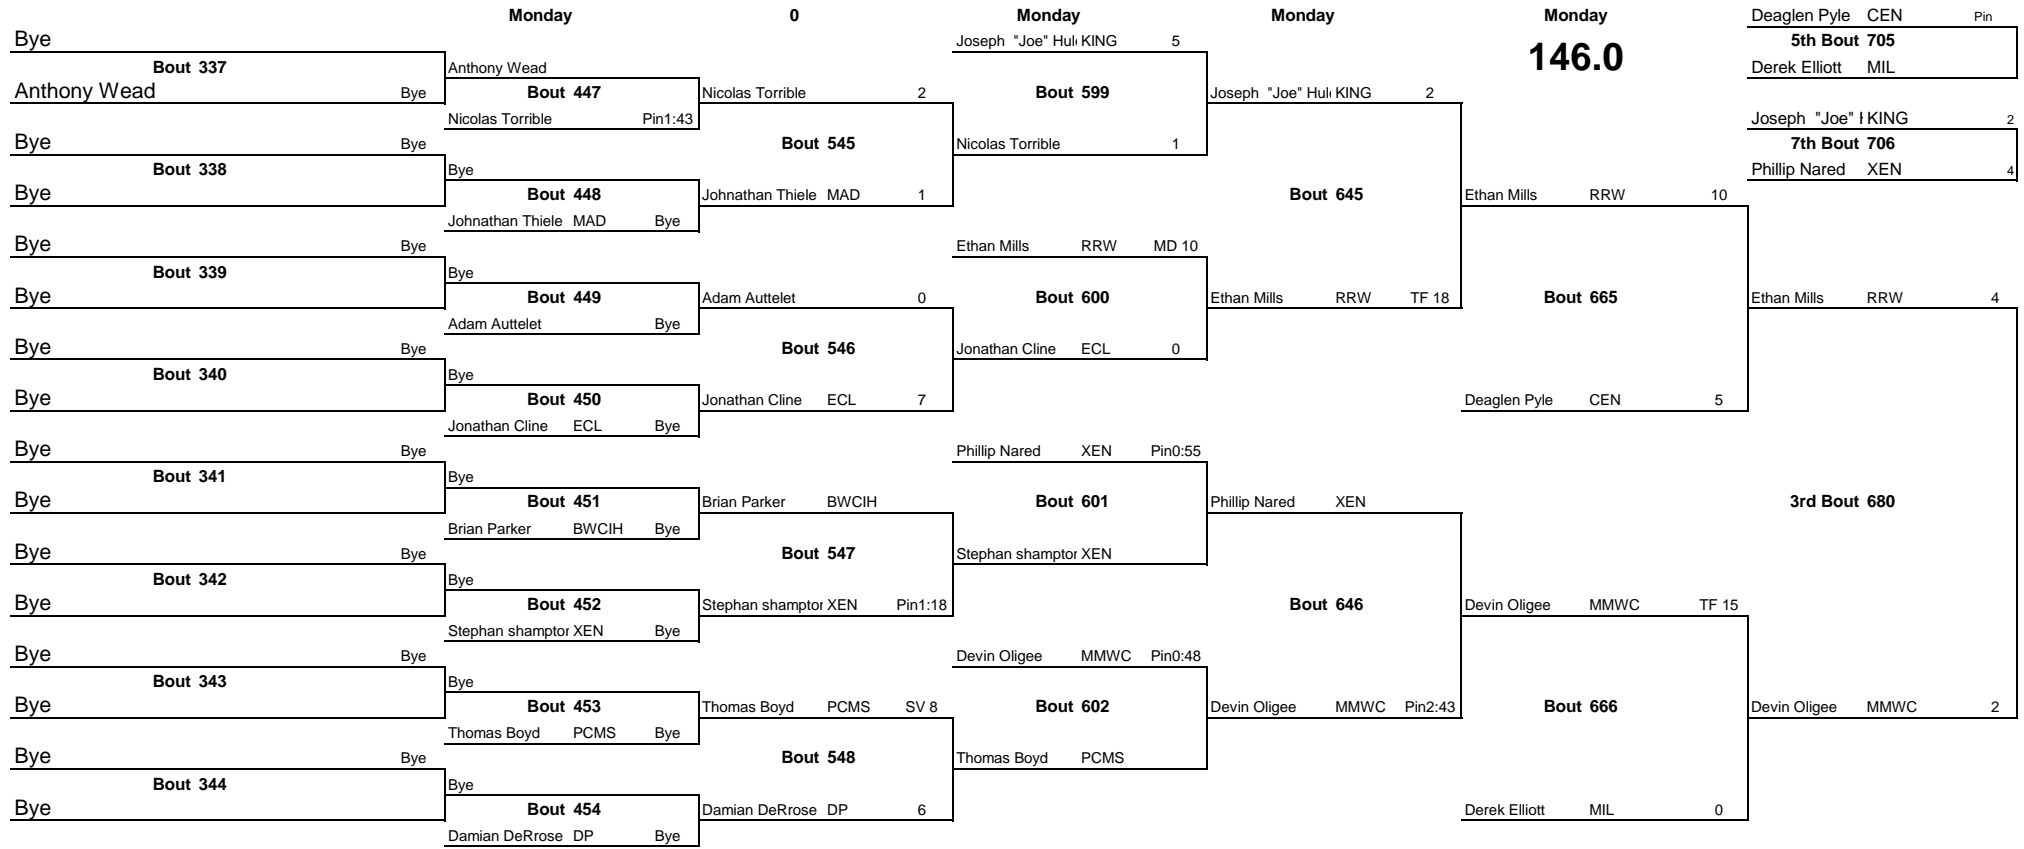 Monday 0 Monday Monday Monday Deaglen Pyle CEN Pin
Bye Joseph "Joe" Hul KING 5 146.0 5th Bout 705
Bout 337 Anthony Wead Derek Elliott MIL
Anthony Wead Bye Bout 447 Nicolas Torrible 2 Bout 599 Joseph "Joe" Hul KING 2
Nicolas Torrible Pin1:43 Joseph "Joe" KING 2
Bye Bye Bout 545 Nicolas Torrible 1 7th Bout 706
Bout 338 Bye Phillip Nared XEN 4
Bye Bout 448 Johnathan Thiele MAD 1 Bout 645 Ethan Mills RRW 10
Johnathan Thiele MAD Bye
Bye Bye Ethan Mills RRW MD 10
Bout 339 Bye
Bye Bout 449 Adam Auttelet 0 Bout 600 Ethan Mills RRW TF 18 Bout 665 Ethan Mills RRW 4
Adam Auttelet Bye
Bye Bye Bout 546 Jonathan Cline ECL 0
Bout 340 Bye
Bye Bout 450 Jonathan Cline ECL 7 Deaglen Pyle CEN 5
Jonathan Cline ECL Bye
Bye Bye Phillip Nared XEN Pin0:55
Bout 341 Bye
Bye Bout 451 Brian Parker BWCIH Bout 601 Phillip Nared XEN 3rd Bout 680
Brian Parker BWCIH Bye
Bye Bye Bout 547 Stephan shampton XEN
Bout 342 Bye
Bye Bout 452 Stephan shampton XEN Pin1:18 Bout 646 Devin Oligee MMWC TF 15
Stephan shampton XEN Bye
Bye Bye Devin Oligee MMWC Pin0:48
Bout 343 Bye
Bye Bout 453 Thomas Boyd PCMS SV 8 Bout 602 Devin Oligee MMWC Pin2:43 Bout 666 Devin Oligee MMWC 2
Thomas Boyd PCMS Bye
Bye Bye Bout 548 Thomas Boyd PCMS
Bout 344 Bye
Bye Bout 454 Damian DeRrose DP 6 Derek Elliott MIL 0
Damian DeRrose DP Bye